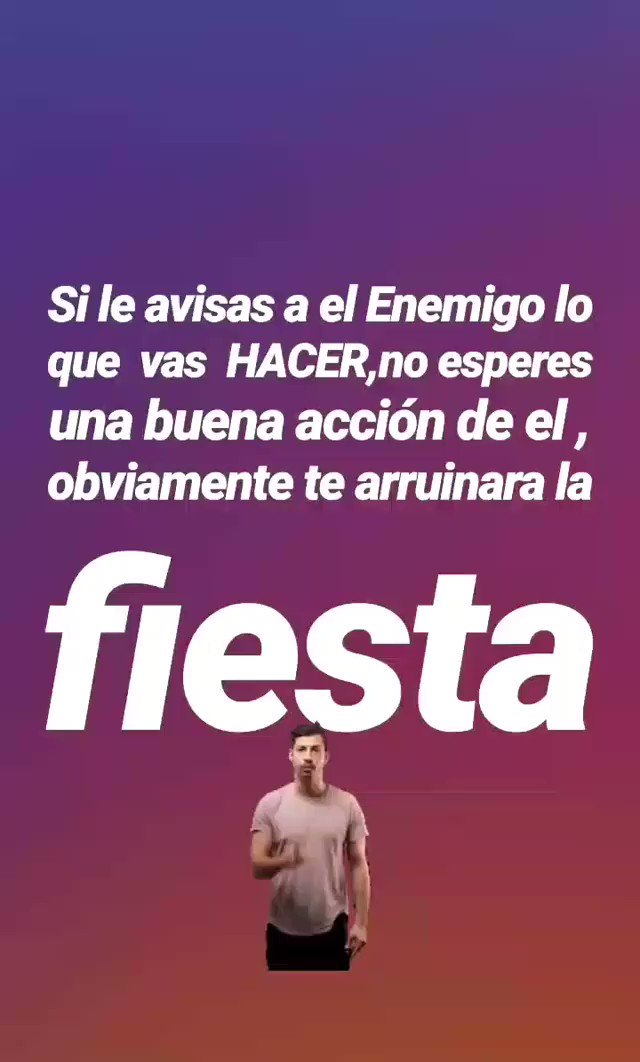 Si le avisas a el Enemigo lo
que vas HACER,no esperes
una buena acción de el ,
obviamente te arruinara la
fiesta